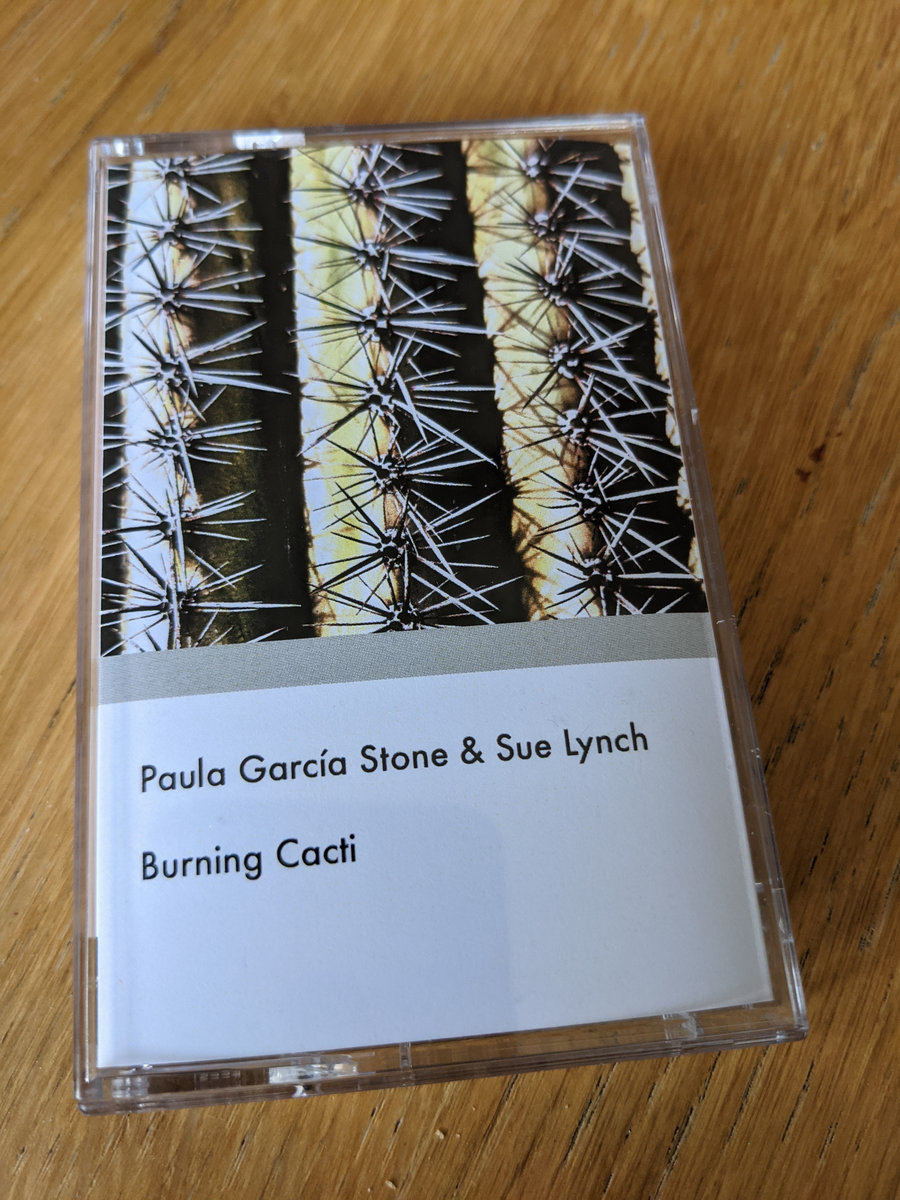 Paula García Stone & Sue Lynch
Burning Cacti